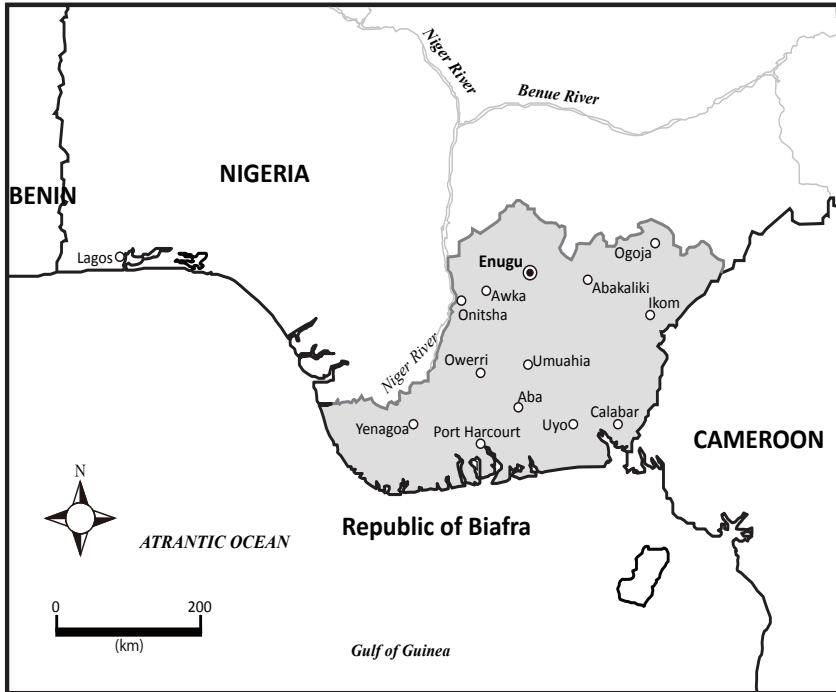 Niger River
Benue River
NIGERIA
BENIN
Lagos
Ogoja
Enugu
Abakaliki
Awka
Ikom
Onitsha
Niger River
Owerri
Umuahia
Aba
Yenagoa
Port Harcourt
Uyo
Calabar
CAMEROON
N
Republic of Biafra
ATRANTIC OCEAN
0 200
(km)
Gulf of Guinea